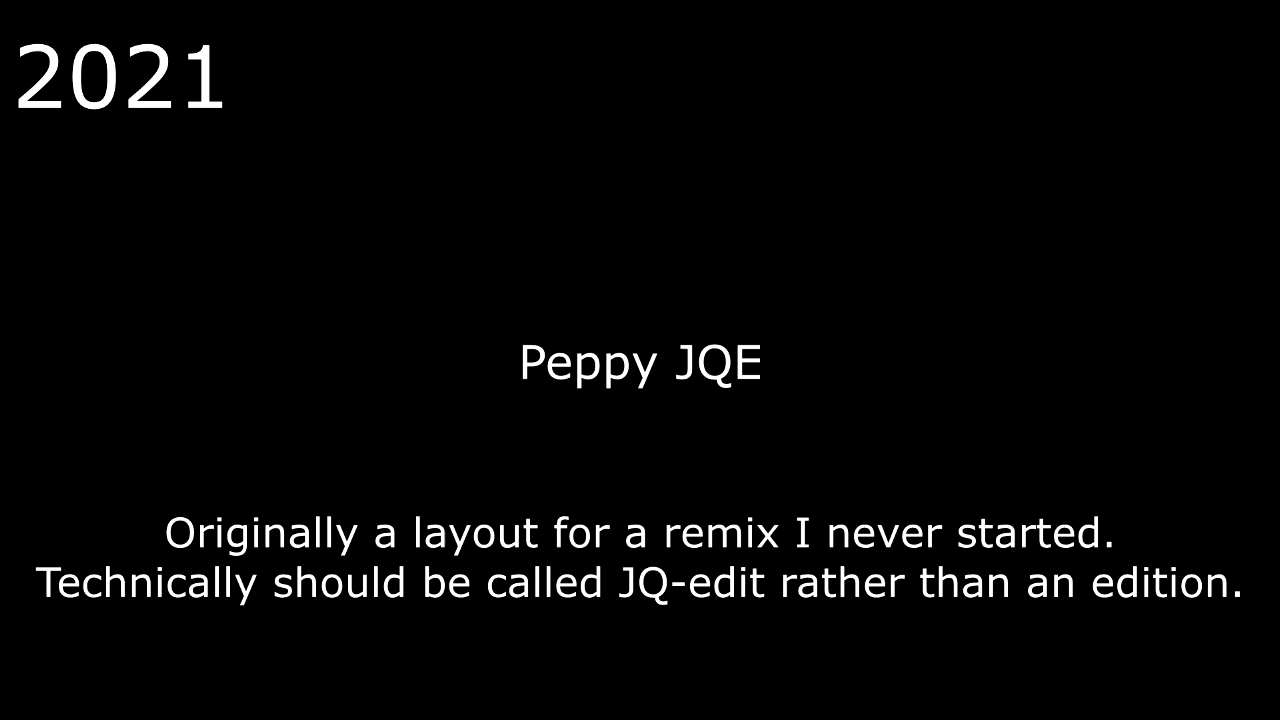 2021
Peppy JQE
Originally a layout for a remix I never started.
Technically should be called JQ-edit rather than an edition.